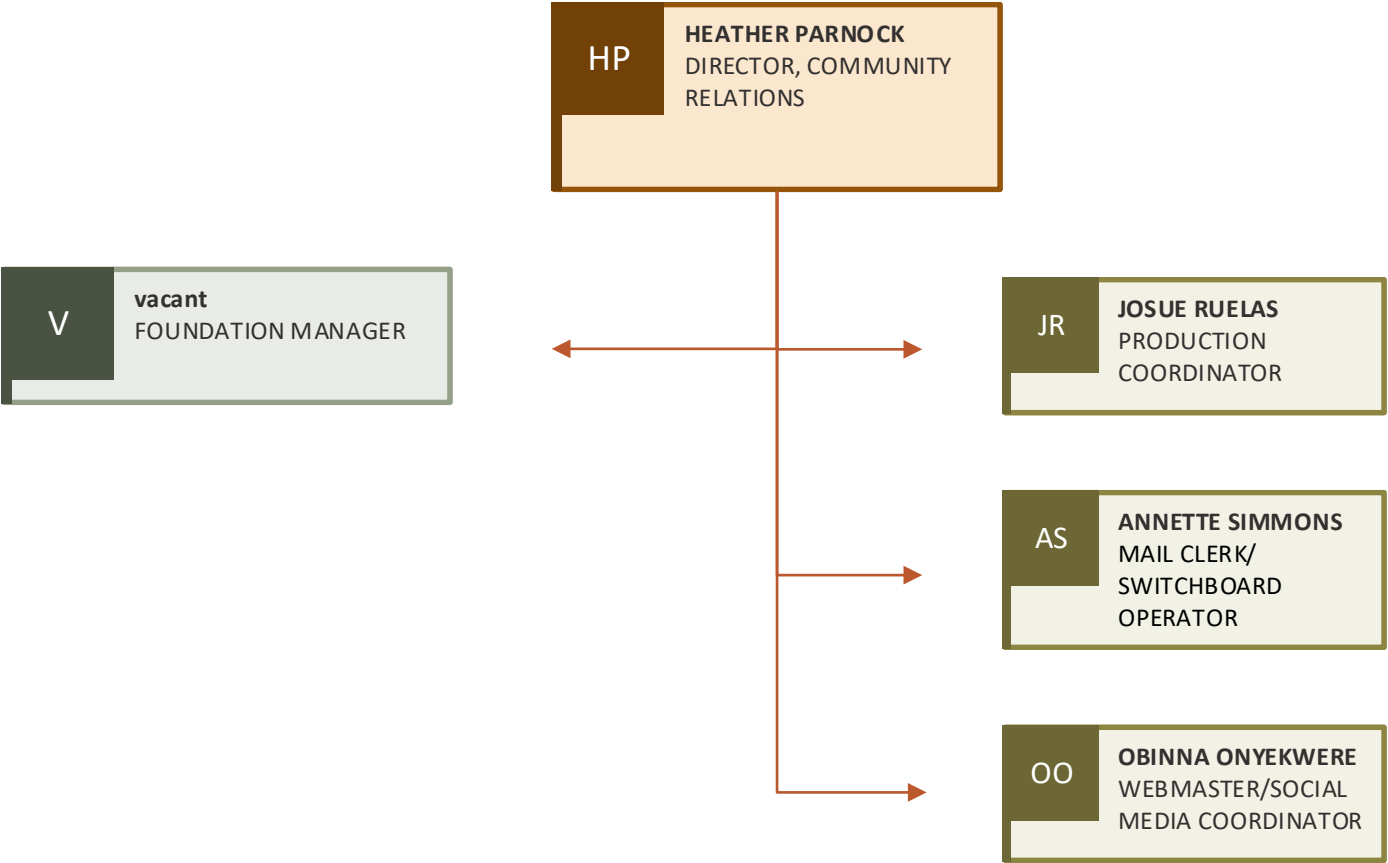 HP
HEATHER PARNOCK
DIRECTOR, COMMUNITY
RELATIONS
V
vacant
FOUNDATION MANAGER
JR
JOSUE RUELAS
PRODUCTION
COORDINATOR
AS
ANNETTE SIMMONS
MAIL CLERK/
SWITCHBOARD
OPERATOR
OO
OBINNA ONYEKWERE
WEBMASTER/SOCIAL
MEDIA COORDINATOR